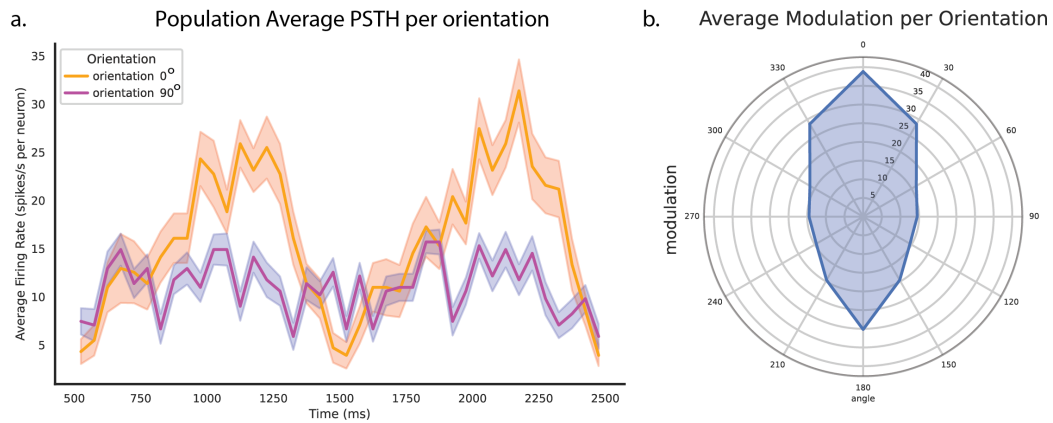 a.
Population Average PSTH per orientation
Average Firing Rate (spikes/s per neuron)
35
30
25
20
15
10
5
Orientation
orientation 0°
orientation 90°
500 750 1000 1250 1500 1750 2000 2250 2500
Time (ms)
b.
Average Modulation per Orientation
modulation
0
30
60
90
120
150
180
210
240
270
300
330
40
35
30
25
20
15
10
5
angle